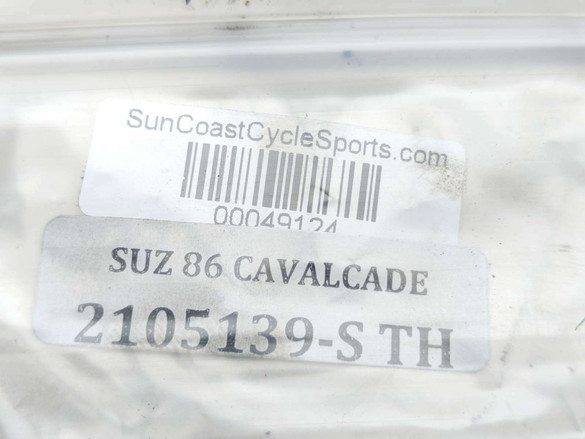 SunCoastCycleSports.com
00049124
SUZ 86 CAVALCADE
2105139-S TH